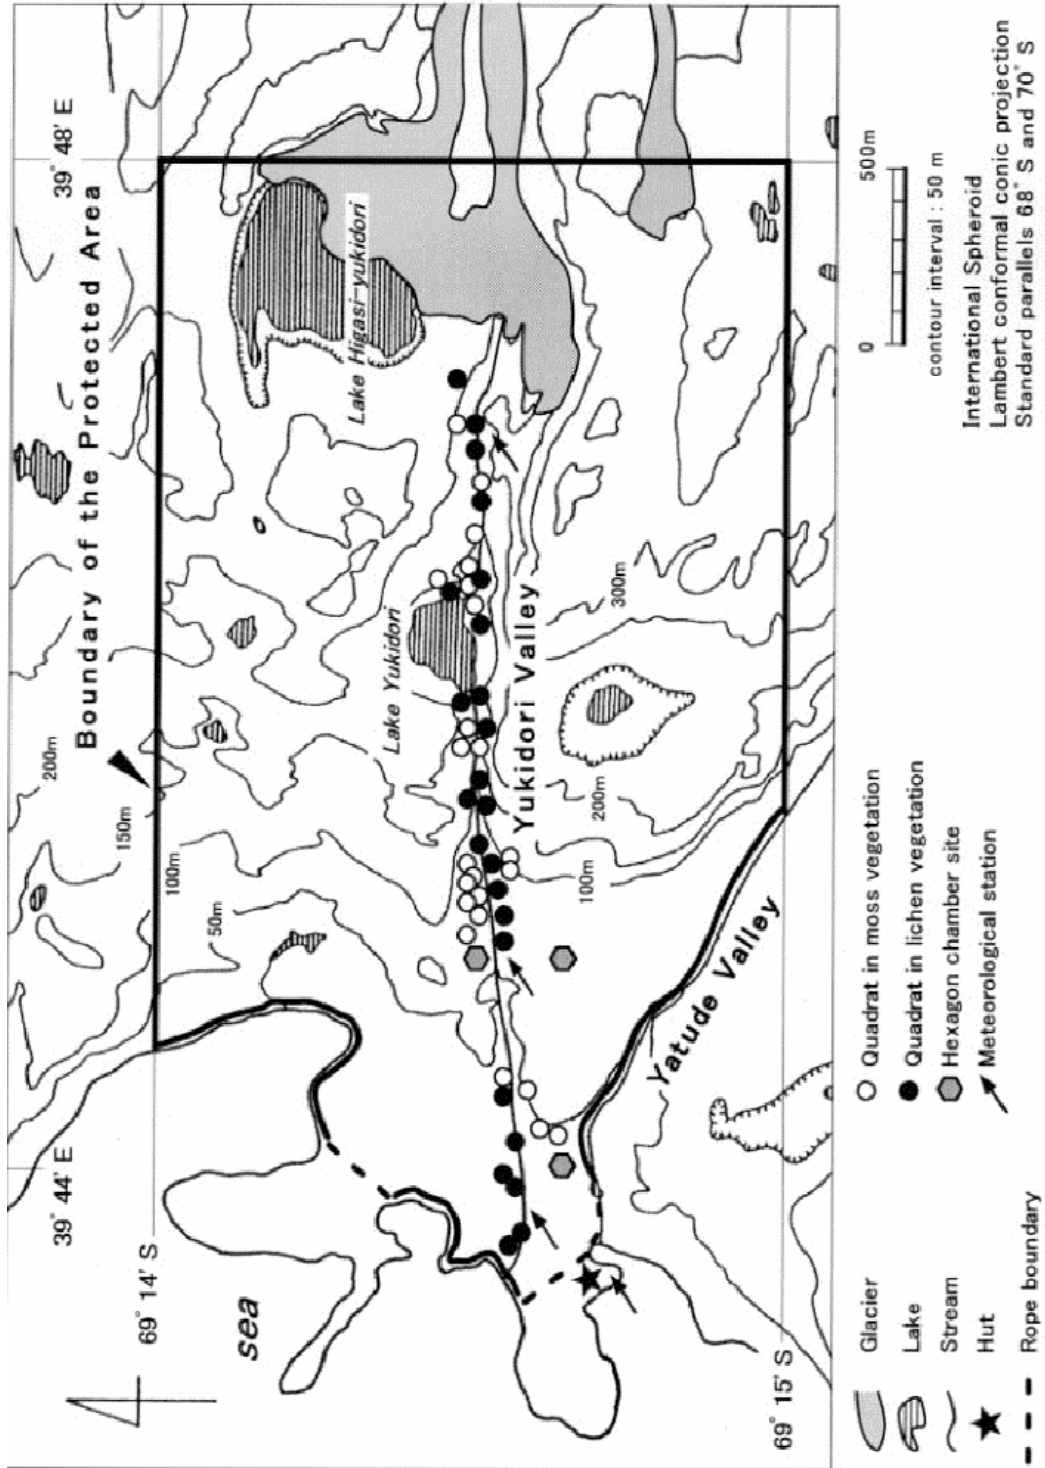 Boundary of the Protected Area
39° 48' E
39° 44' E
69° 14' S
69° 15' S
200m
150m
100m
50m
Lake Higasi-yukidori
Lake Yukidori
Yukidori Valley
300m
200m
100m
Yatude Valley
sea
Glacier
Lake
Stream
Hut
Rope boundary
Quadrat in moss vegetation
Quadrat in lichen vegetation
Hexagon chamber site
Meteorological station
0 500m
contour interval : 50 m
International Spheroid
Lambert conformal conic projection
Standard parallels 68° S and 70° S